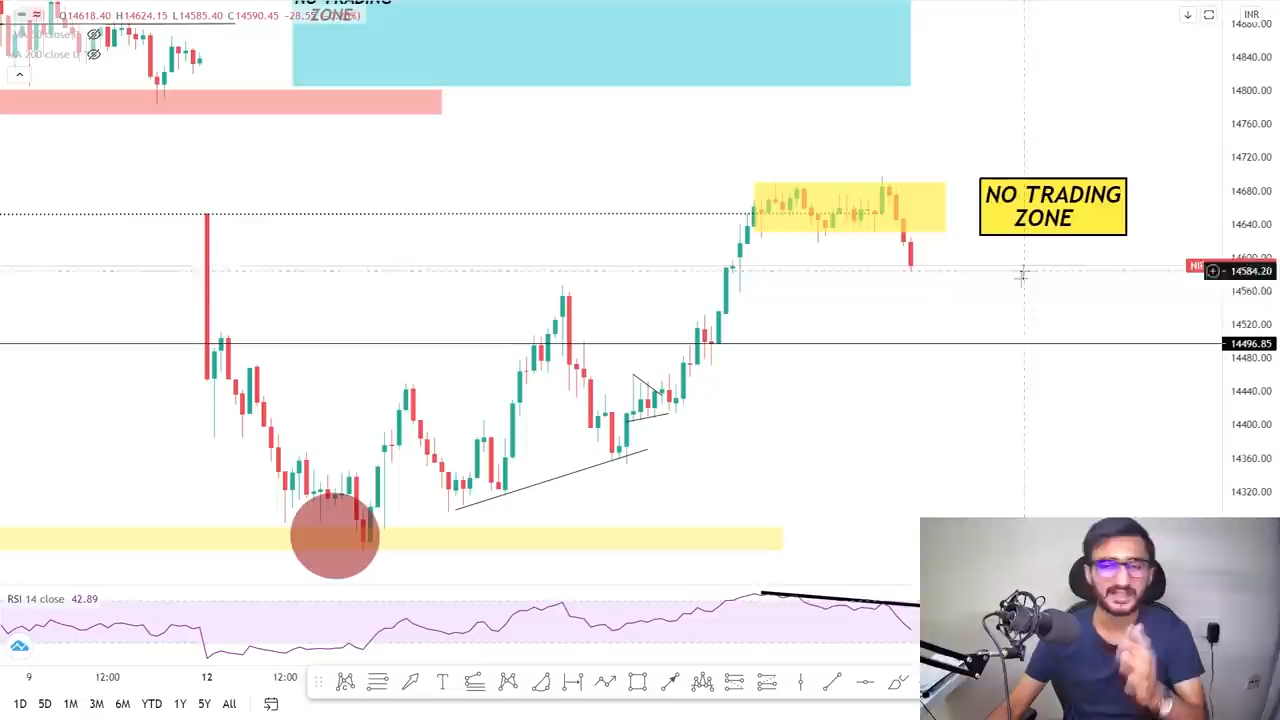 NO TRADING
ZONE
O14618.40 H14624.15 L14585.40 C14590.45
INR
14840.00
14800.00
14760.00
14720.00
14680.00
14640.00
14600.00
14584.20
14560.00
14520.00
14496.85
14480.00
14440.00
14400.00
14360.00
14320.00
NO TRADING
ZONE
RSI 14 close 42.89
9 12:00 12 12:00
1D 5D 1M 3M 6M YTD 1Y 5Y All